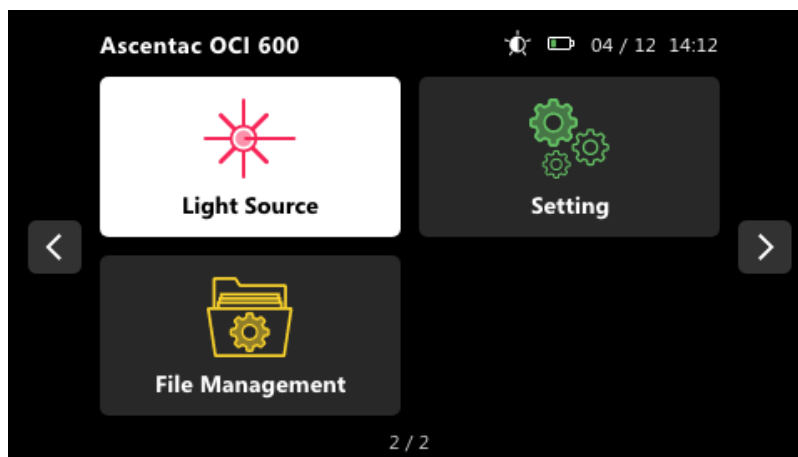 Ascentac OCI 600
04 / 12 14:12
Light Source
Setting
File Management
2 / 2